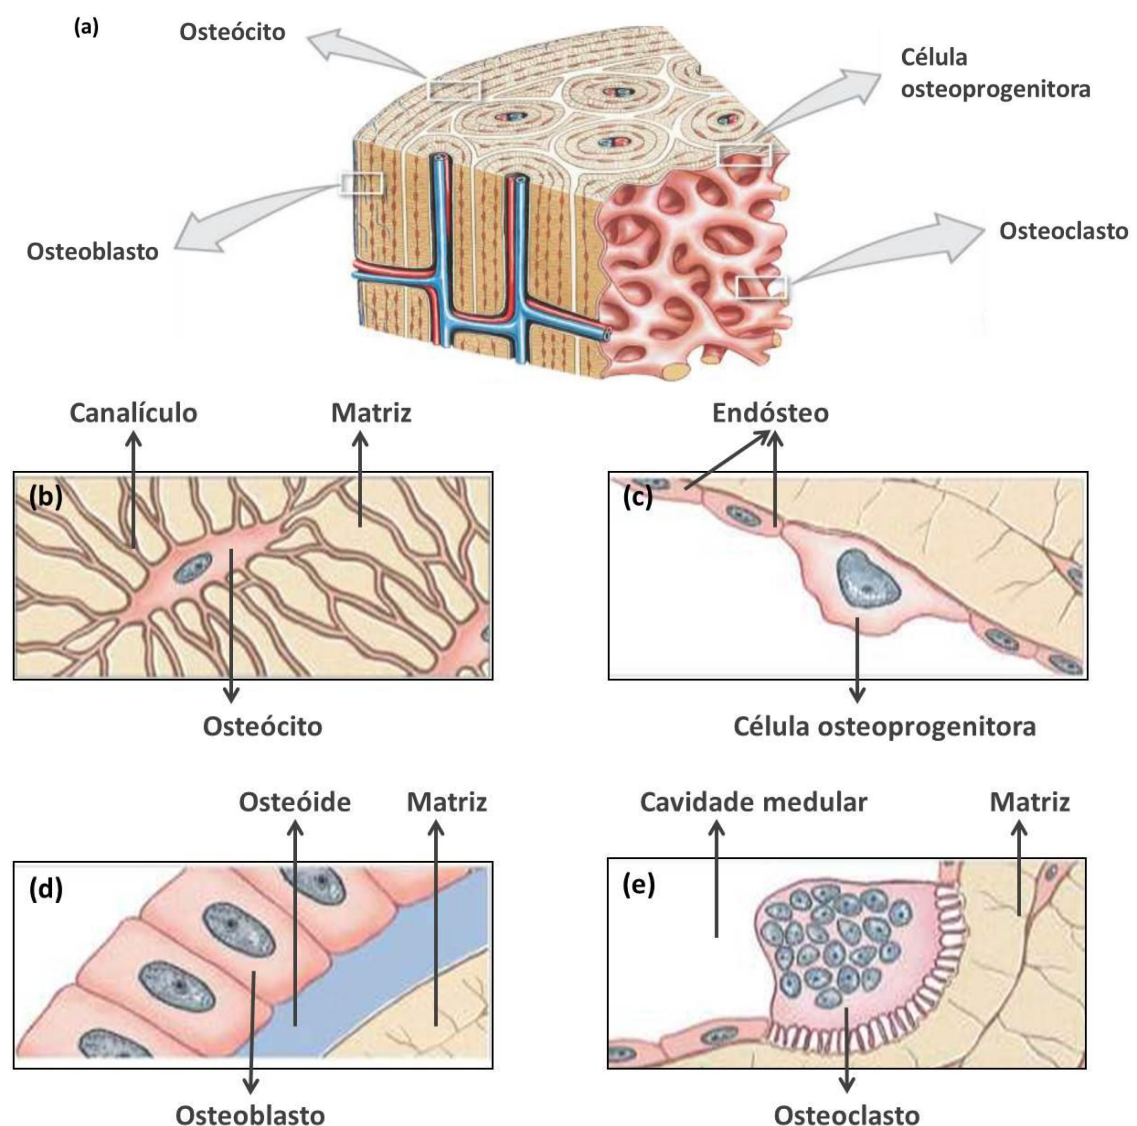 (a)
Osteócito
Célula
osteoprogenitora
Osteoblasto
Osteoclasto
Canalículo
Matriz
Endósteo
(b)
(c)
Osteócito
Célula osteoprogenitora
Osteóide
Matriz
Cavidade medular
Matriz
(d)
(e)
Osteoblasto
Osteoclasto